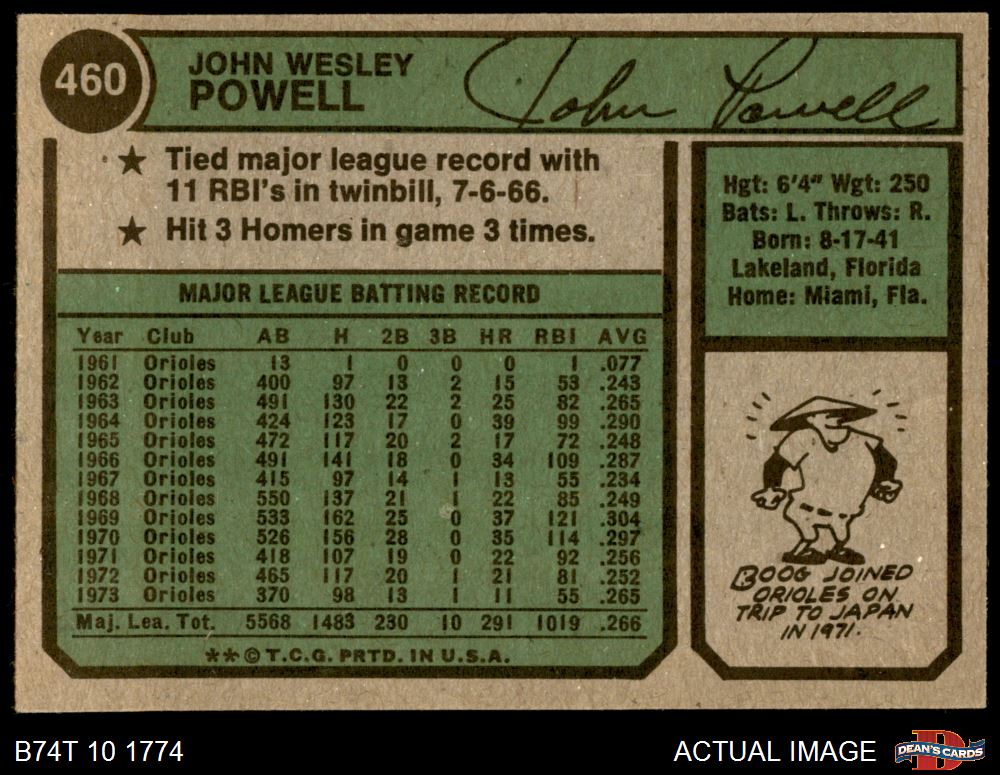 460
JOHN WESLEY
POWELL
John Powell
★ Tied major league record with
11 RBI's in twinbill, 7-6-66.
★ Hit 3 Homers in game 3 times.
Hgt: 6'4" Wgt: 250
Bats: L. Throws: R.
Born: 8-17-41
Lakeland, Florida
Home: Miami, Fla.
MAJOR LEAGUE BATTING RECORD
Year Club AB H 2B 3B HR RBI AVG
1961 Orioles 13 1 0 0 0 1 .077
1962 Orioles 400 97 13 2 15 53 .243
1963 Orioles 491 130 22 2 25 82 .265
1964 Orioles 424 123 17 0 39 99 .290
1965 Orioles 472 117 20 2 17 72 .248
1966 Orioles 491 141 18 0 34 109 .287
1967 Orioles 415 97 14 1 13 55 .234
1968 Orioles 550 137 21 1 22 85 .249
1969 Orioles 533 162 25 0 37 121 .304
1970 Orioles 526 156 28 0 35 114 .297
1971 Orioles 418 107 19 0 22 92 .256
1972 Orioles 465 117 20 1 21 81 .252
1973 Orioles 370 98 13 1 11 55 .265
Maj. Lea. Tot. 5568 1483 230 10 291 1019 .266
**© T.C.G. PRTD. IN U.S.A.
BOOG JOINED
ORIOLES ON
TRIP TO JAPAN
IN 1971.
B74T 10 1774
ACTUAL IMAGE
DEAN'S CARDS